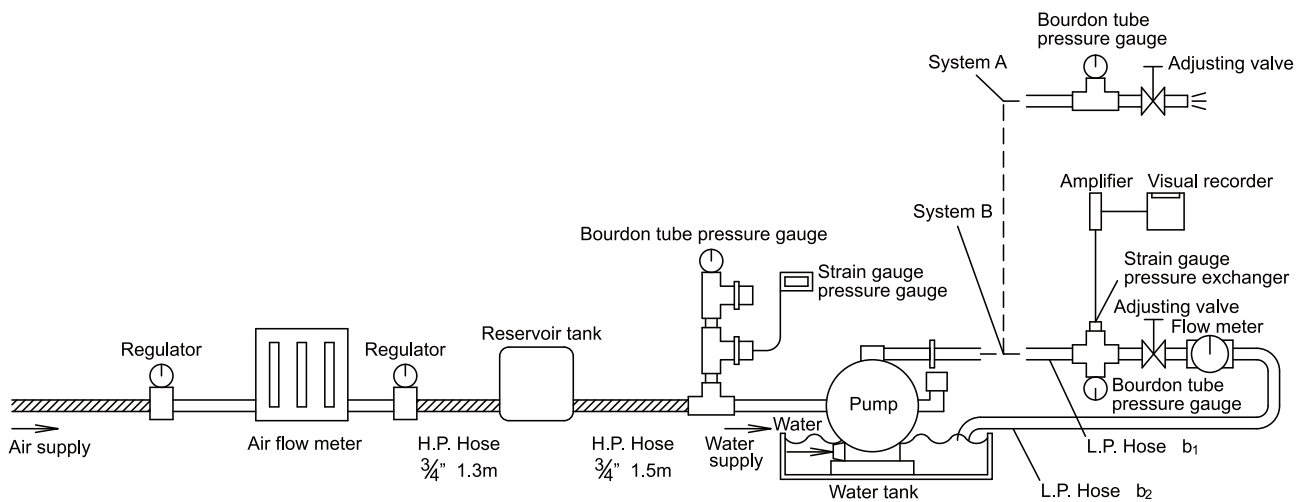 Bourdon tube
pressure gauge
System A
Adjusting valve
Amplifier
Visual recorder
System B
Bourdon tube pressure gauge
Strain gauge
pressure gauge
Strain gauge
pressure exchanger
Adjusting valve
Flow meter
Reservoir tank
Regulator
Regulator
Pump
Bourdon tube
pressure gauge
Air supply
Air flow meter
H.P. Hose
3/4" 1.3m
H.P. Hose
3/4" 1.5m
Water
Water
supply
Water tank
L.P. Hose b₁
L.P. Hose b₂